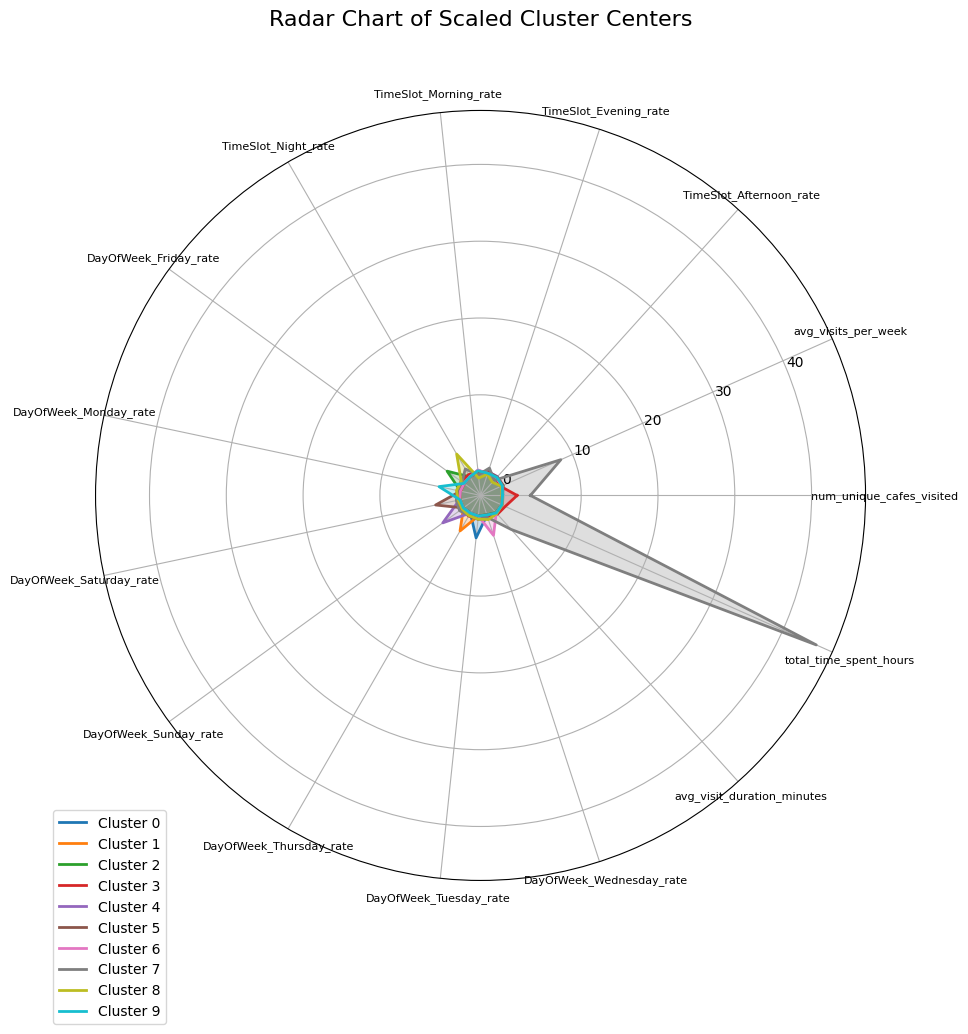 Radar Chart of Scaled Cluster Centers
TimeSlot_Morning_rate
TimeSlot_Evening_rate
TimeSlot_Night_rate
TimeSlot_Afternoon_rate
DayOfWeek_Friday_rate
avg_visits_per_week
40
30
DayOfWeek_Monday_rate
20
10
0
num_unique_cafes_visited
DayOfWeek_Saturday_rate
total_time_spent_hours
DayOfWeek_Sunday_rate
avg_visit_duration_minutes
DayOfWeek_Thursday_rate
DayOfWeek_Wednesday_rate
DayOfWeek_Tuesday_rate
Cluster 0
Cluster 1
Cluster 2
Cluster 3
Cluster 4
Cluster 5
Cluster 6
Cluster 7
Cluster 8
Cluster 9